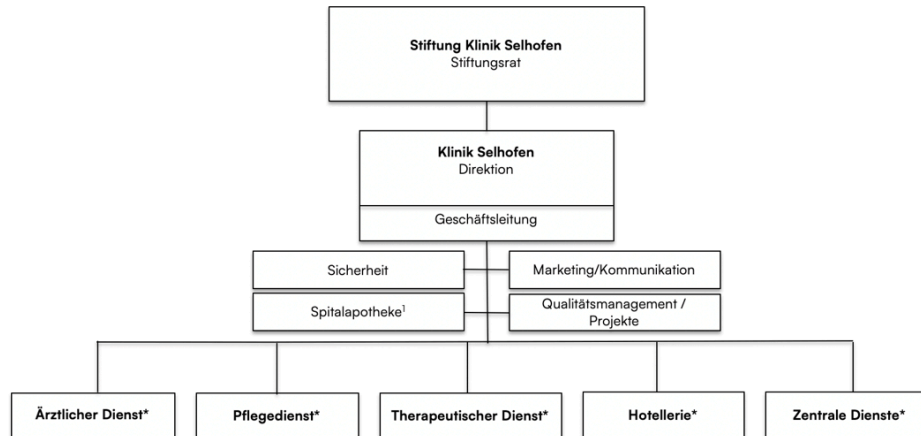 Stiftung Klinik Selhofen
Stiftungsrat
Klinik Selhofen
Direktion
Geschäftsleitung
Sicherheit
Marketing/Kommunikation
Spitalapotheke¹
Qualitätsmanagement /
Projekte
Ärztlicher Dienst*
Pflegedienst*
Therapeutischer Dienst*
Hotellerie*
Zentrale Dienste*